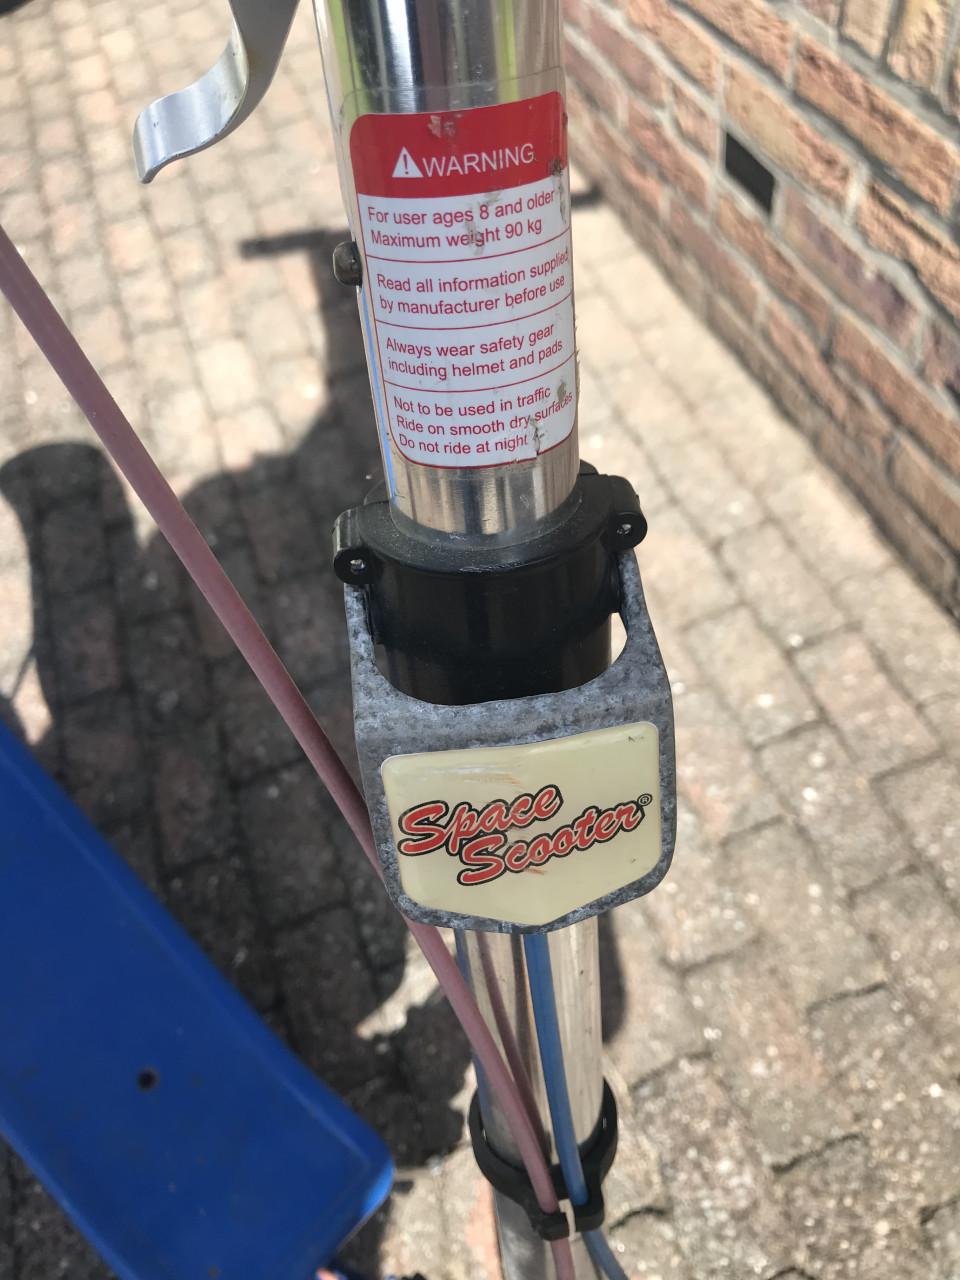 WARNING
For user ages 8 and older
Maximum weight 90 kg
Read all information supplied
by manufacturer before use
Always wear safety gear
including helmet and pads
Not to be used in traffic
Ride on smooth dry surfaces
Do not ride at night
Space
Scooter®